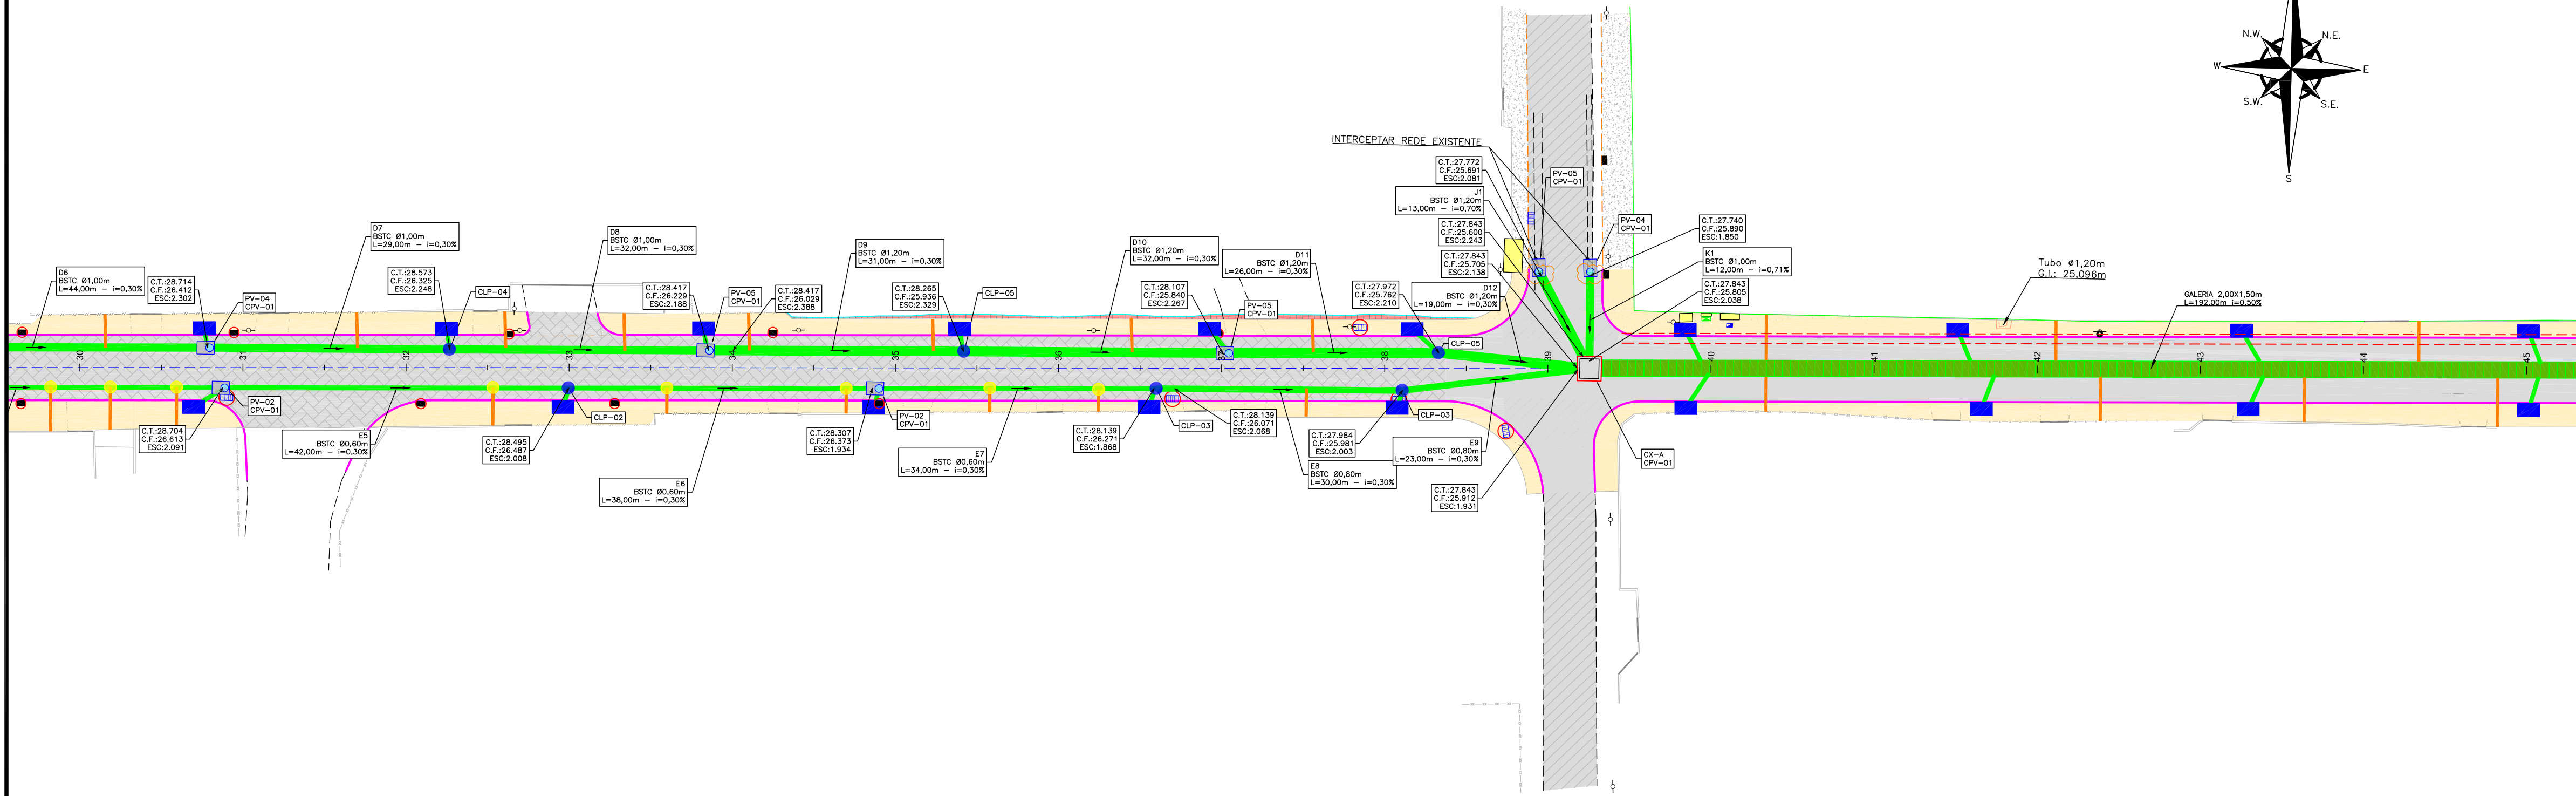 N.W.
N.E.
W
E
S.W.
S.E.
S
INTERCEPTAR REDE EXISTENTE
C.T.:27.772
C.F.:25.691
ESC:2.081
PV-05
CPV-01
J1
BSTC Ø1,20m
L=13,00m - i=0,70%
C.T.:27.843
C.F.:25.600
ESC:2.243
C.T.:27.843
C.F.:25.705
ESC:2.138
PV-04
CPV-01
C.T.:27.740
C.F.:25.890
ESC:1.850
K1
BSTC Ø1,00m
L=12,00m - i=0,71%
C.T.:27.843
C.F.:25.805
ESC:2.038
Tubo Ø1,20m
G.I.: 25,096m
GALERIA 2,00X1,50m
L=192,00m i=0,50%
D6
BSTC Ø1,00m
L=44,00m - i=0,30%
C.T.:28.714
C.F.:26.412
ESC:2.302
PV-04
CPV-01
D7
BSTC Ø1,00m
L=29,00m - i=0,30%
C.T.:28.573
C.F.:26.325
ESC:2.248
CLP-04
D8
BSTC Ø1,00m
L=32,00m - i=0,30%
C.T.:28.417
C.F.:26.229
ESC:2.188
PV-05
CPV-01
C.T.:28.417
C.F.:26.029
ESC:2.388
D9
BSTC Ø1,20m
L=31,00m - i=0,30%
C.T.:28.265
C.F.:25.936
ESC:2.329
CLP-05
D10
BSTC Ø1,20m
L=32,00m - i=0,30%
C.T.:28.107
C.F.:25.840
ESC:2.267
PV-05
CPV-01
D11
BSTC Ø1,20m
L=26,00m - i=0,30%
C.T.:27.972
C.F.:25.762
ESC:2.210
D12
BSTC Ø1,20m
L=19,00m - i=0,30%
CLP-05
30
31
32
33
34
35
36
37
38
39
40
41
42
43
44
45
C.T.:28.704
C.F.:26.613
ESC:2.091
PV-02
CPV-01
E5
BSTC Ø0,60m
L=42,00m - i=0,30%
C.T.:28.495
C.F.:26.487
ESC:2.008
CLP-02
E6
BSTC Ø0,60m
L=38,00m - i=0,30%
C.T.:28.307
C.F.:26.373
ESC:1.934
PV-02
CPV-01
E7
BSTC Ø0,60m
L=34,00m - i=0,30%
C.T.:28.139
C.F.:26.271
ESC:1.868
CLP-03
C.T.:28.139
C.F.:26.071
ESC:2.068
E8
BSTC Ø0,80m
L=30,00m - i=0,30%
C.T.:27.984
C.F.:25.981
ESC:2.003
CLP-03
E9
BSTC Ø0,80m
L=23,00m - i=0,30%
C.T.:27.843
C.F.:25.912
ESC:1.931
CX-A
CPV-01